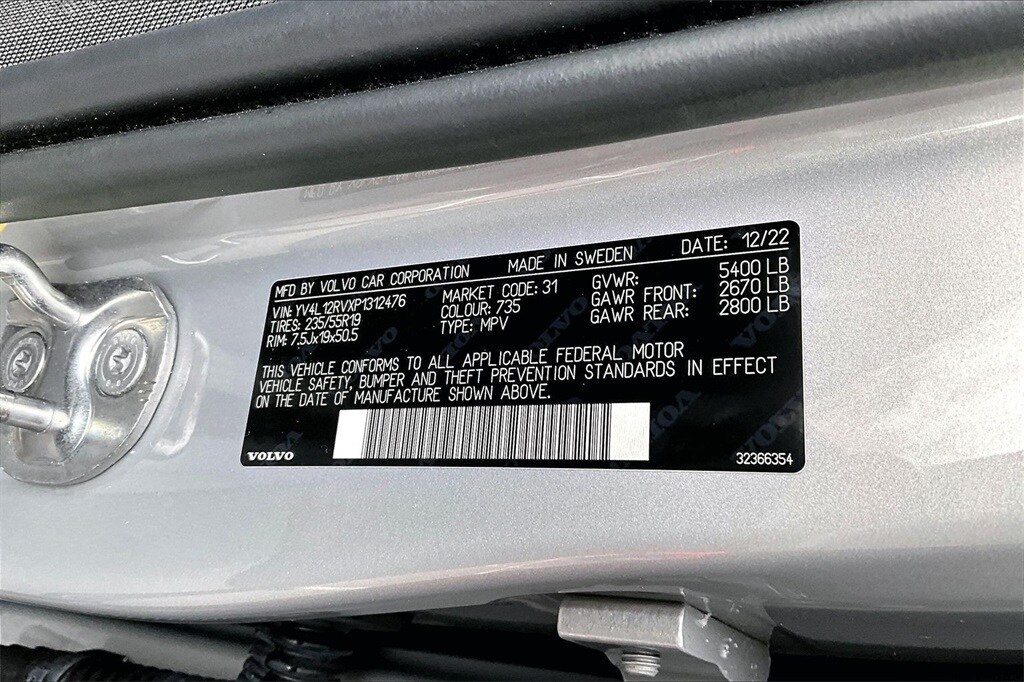 MFD BY VOLVO CAR CORPORATION MADE IN SWEDEN DATE: 12/22
VIN: YV4L12RVXP1312476 MARKET CODE: 31 GVWR: 5400 LB
TIRES: 235/55R19 COLOUR: 735 GAWR FRONT: 2670 LB
RIM: 7.5Jx19x50.5 TYPE: MPV GAWR REAR: 2800 LB
THIS VEHICLE CONFORMS TO ALL APPLICABLE FEDERAL MOTOR
VEHICLE SAFETY, BUMPER AND THEFT PREVENTION STANDARDS IN EFFECT
ON THE DATE OF MANUFACTURE SHOWN ABOVE.
VOLVO 32366354